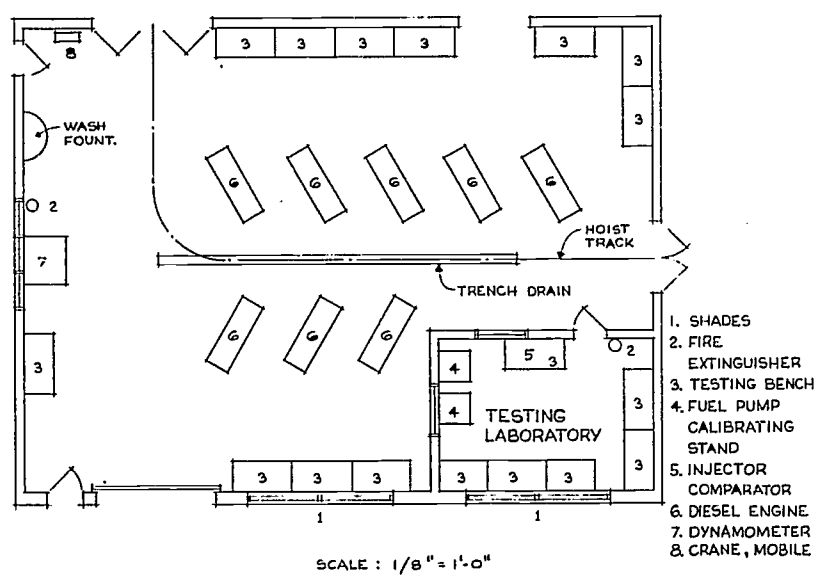 3 3 3 3 3
8
3
WASH
FOUNT.
3
6 6 6 6 6
2
HOIST
TRACK
7
TRENCH DRAIN
6 6 6
5 3
2
3
4
4
3
TESTING
LABORATORY
3 3 3 3 3 3 3
1 1
1. SHADES
2. FIRE
EXTINGUISHER
3. TESTING BENCH
4. FUEL PUMP
CALIBRATING
STAND
5. INJECTOR
COMPARATOR
6. DIESEL ENGINE
7. DYNAMOMETER
8. CRANE, MOBILE
SCALE : 1/8" = 1'-0"